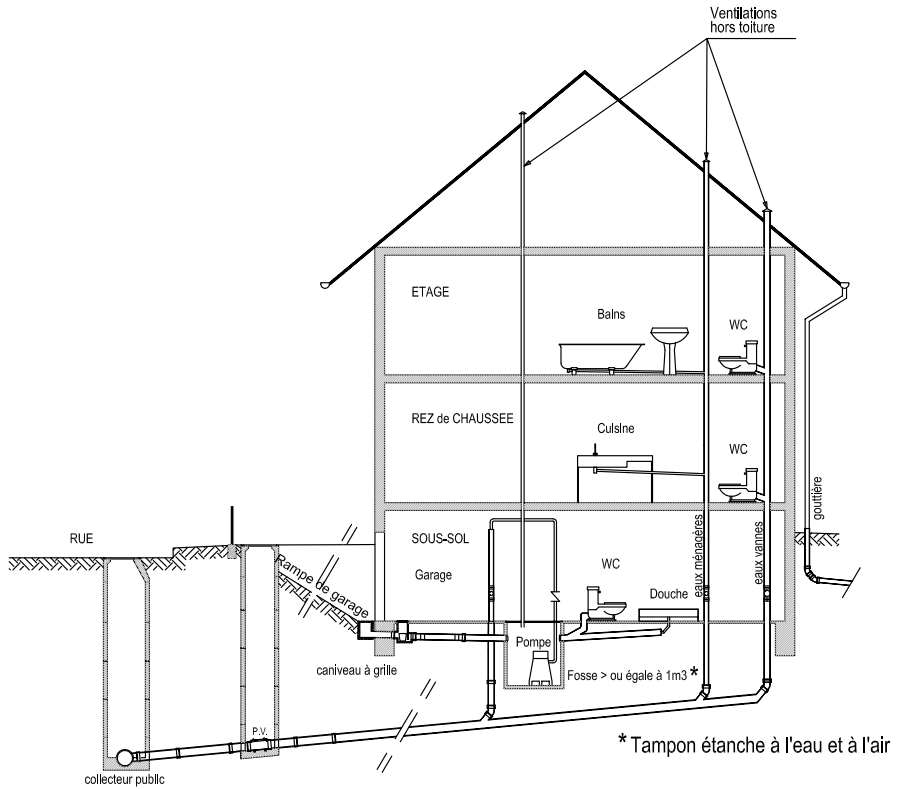 Ventilations
hors toiture
ETAGE
Bains
WC
REZ de CHAUSSEE
Cuisine
WC
gouttière
RUE
SOUS-SOL
Garage
WC
Douche
eaux ménagères
eaux vannes
Rampe de garage
Pompe
caniveau à grille
Fosse > ou égale à 1m3 *
P.V.
* Tampon étanche à l'eau et à l'air
collecteur public